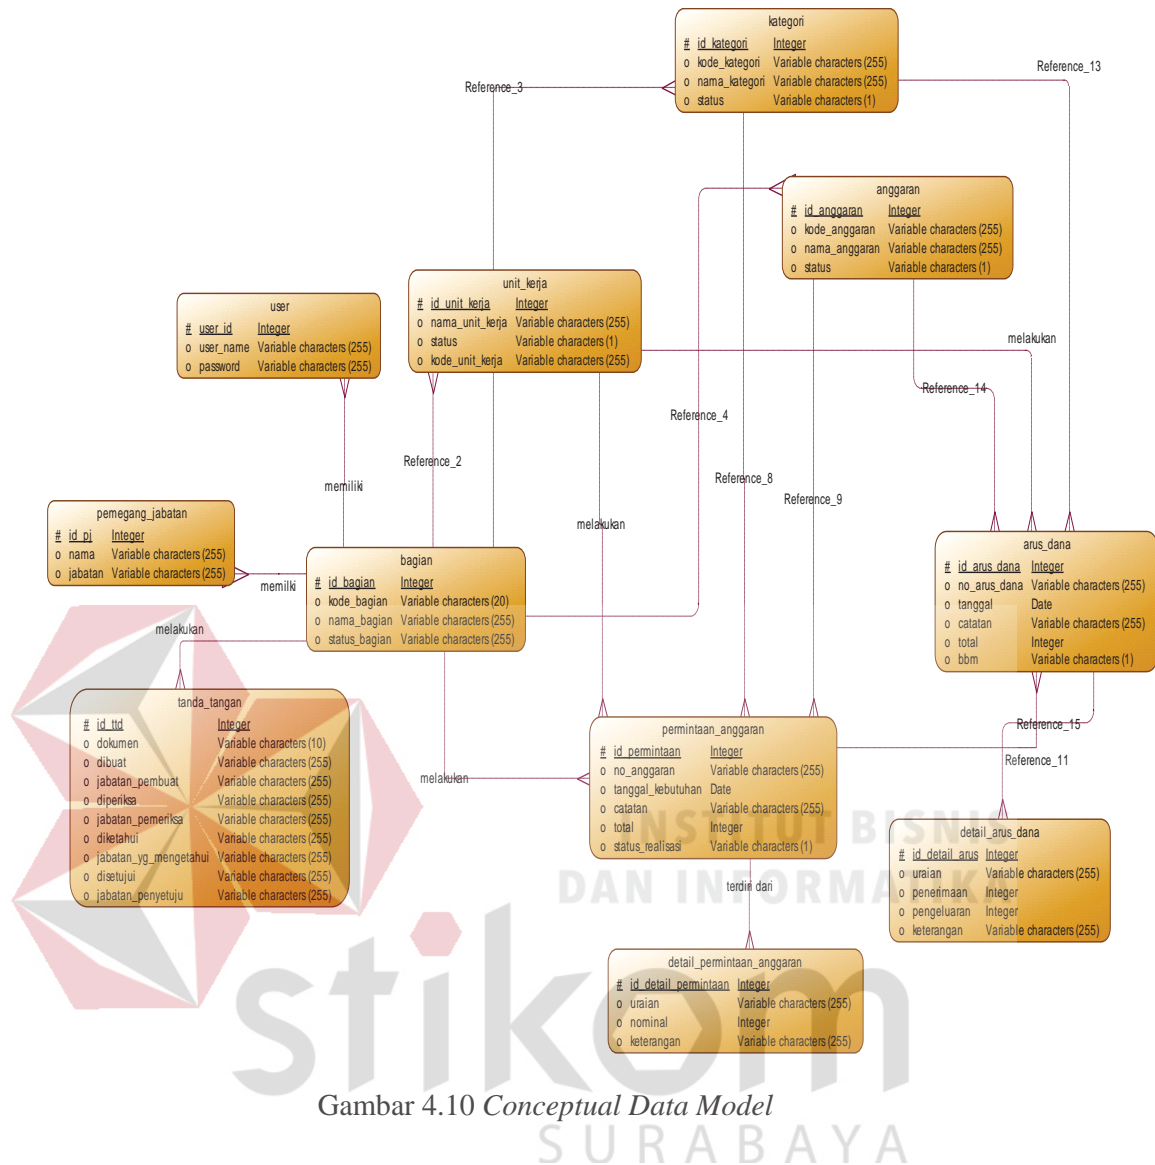 kategori
# id_kategori Integer
o kode_kategori Variable characters (255)
o nama_kategori Variable characters (255)
o status Variable characters (1)
Reference_13
Reference_3
anggaran
# id_anggaran Integer
o kode_anggaran Variable characters (255)
o nama_anggaran Variable characters (255)
o status Variable characters (1)
unit_kerja
# id_unit_kerja Integer
o nama_unit_kerja Variable characters (255)
o status Variable characters (1)
o kode_unit_kerja Variable characters (255)
user
# user_id Integer
o user_name Variable characters (255)
o password Variable characters (255)
melakukan
Reference_14
Reference_4
Reference_2
Reference_8
memiliki
Reference_9
melakukan
pemegang_jabatan
# id_pj Integer
o nama Variable characters (255)
o jabatan Variable characters (255)
memilki
bagian
# id_bagian Integer
o kode_bagian Variable characters (20)
o nama_bagian Variable characters (255)
o status_bagian Variable characters (255)
arus_dana
# id_arus_dana Integer
o no_arus_dana Variable characters (255)
o tanggal Date
o catatan Variable characters (255)
o total Integer
o bbm Variable characters (1)
melakukan
tanda_tangan
# id_ttd Integer
o dokumen Variable characters (10)
o dibuat Variable characters (255)
o jabatan_pembuat Variable characters (255)
o diperiksa Variable characters (255)
o jabatan_pemeriksa Variable characters (255)
o diketahui Variable characters (255)
o jabatan_yg_mengetahui Variable characters (255)
o disetujui Variable characters (255)
o jabatan_penyetuju Variable characters (255)
melakukan
permintaan_anggaran
# id_permintaan Integer
o no_anggaran Variable characters (255)
o tanggal_kebutuhan Date
o catatan Variable characters (255)
o total Integer
o status_realisasi Variable characters (1)
Reference_15
Reference_11
terdiri dari
detail_arus_dana
# id_detail_arus Integer
o uraian Variable characters (255)
o penerimaan Integer
o pengeluaran Integer
o keterangan Variable characters (255)
detail_permintaan_anggaran
# id_detail_permintaan Integer
o uraian Variable characters (255)
o nominal Integer
o keterangan Variable characters (255)
INSTITUT BISNIS
DAN INFORMATIKA
stikom
Gambar 4.10 Conceptual Data Model
SURABAYA